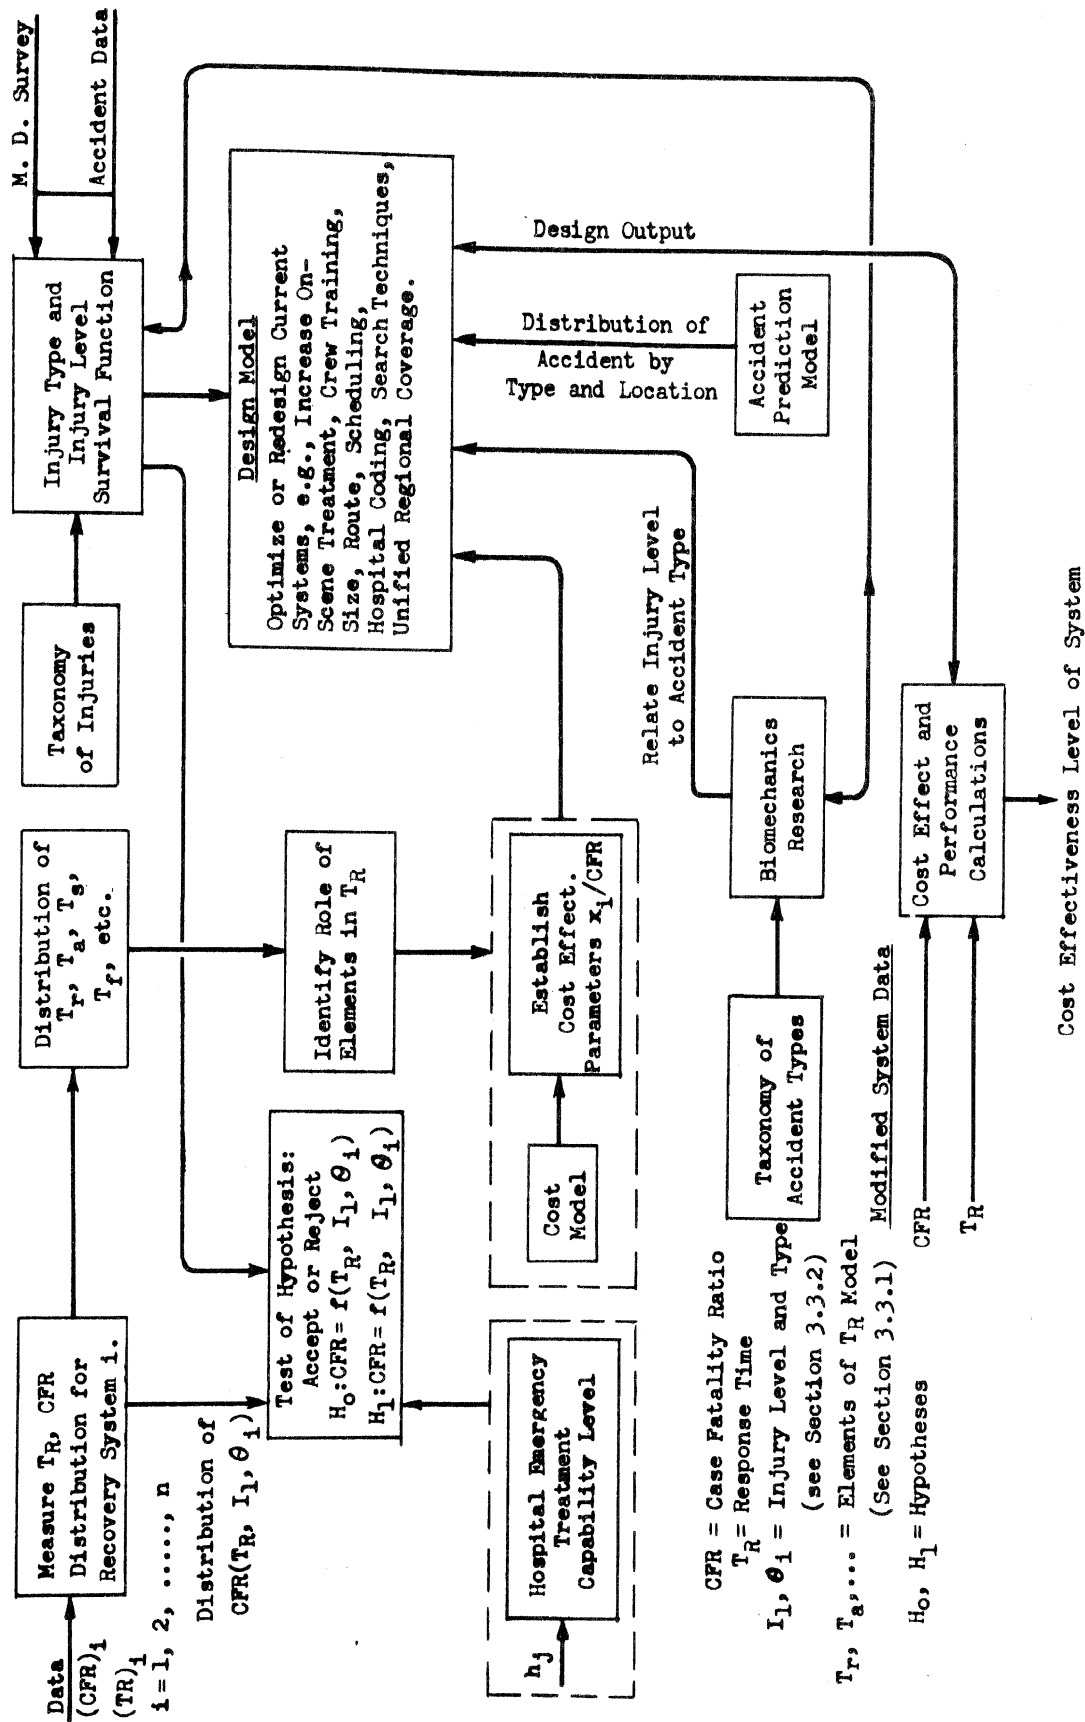 Data
(CFR)i
(TR)i
i=1, 2, ....., n
Measure TR, CFR
Distribution for
Recovery System i.
Distribution of
CFR(TR, I1, θi)
Distribution of
Tr, Ta, Ts,
Tf, etc.
Taxonomy
of Injuries
Injury Type and
Injury Level
Survival Function
M. D. Survey
Accident Data
Test of Hypothesis:
Accept or Reject
Ho:CFR=f(TR, I1, θi)
H1:CFR=f(TR, I1, θi)
Identify Role of
Elements in TR
Design Model
Optimize or Redesign Current
Systems, e.g., Increase On-
Scene Treatment, Crew Training,
Size, Route, Scheduling,
Hospital Coding, Search Techniques,
Unified Regional Coverage.
hj
Hospital Emergency
Treatment
Capability Level
Cost
Model
Establish
Cost Effect.
Parameters xi/CFR
Relate Injury Level
to Accident Type
Distribution of
Accident by
Type and Location
Design Output
Accident
Prediction
Model
Taxonomy of
Accident Types
Biomechanics
Research
CFR = Case Fatality Ratio
TR = Response Time
I1, θi = Injury Level and Type
(see Section 3.3.2)
Tr, Ta,... = Elements of TR Model
(See Section 3.3.1)
Ho, H1 = Hypotheses
Modified System Data
CFR
TR
Cost Effect and
Performance
Calculations
Cost Effectiveness Level of System